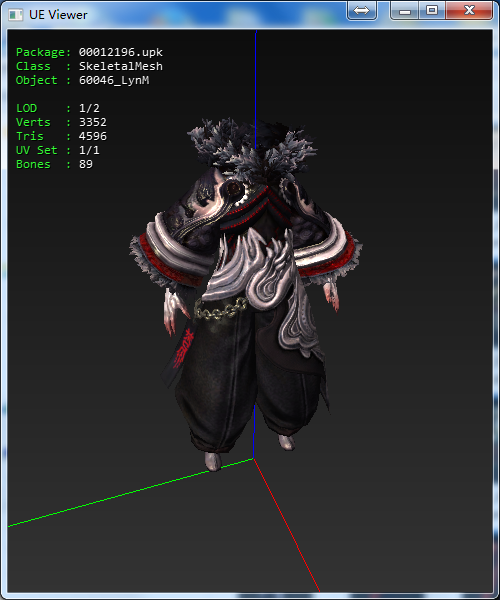 UE Viewer
Package: 00012196.upk
Class : SkeletalMesh
Object : 60046_LynM
LOD : 1/2
Verts : 3352
Tris : 4596
UV Set : 1/1
Bones : 89